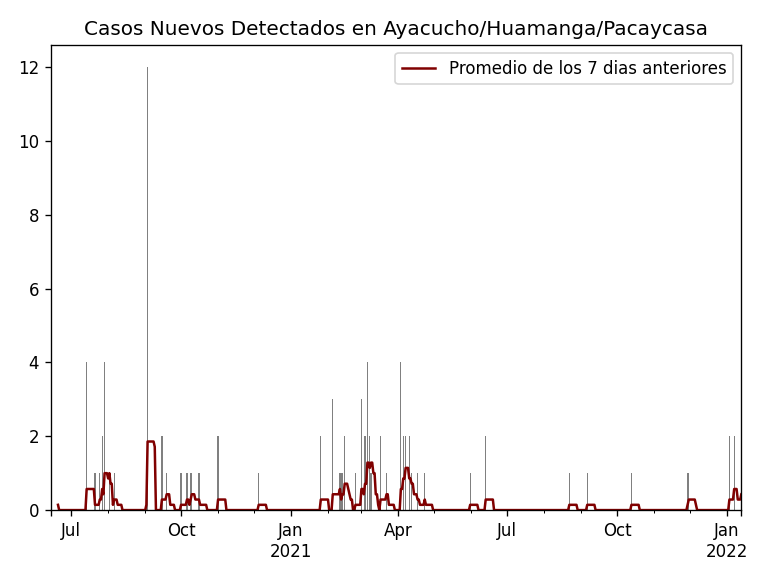 Casos Nuevos Detectados en Ayacucho/Huamanga/Pacaycasa
Promedio de los 7 dias anteriores
12
10
8
6
4
2
0
Jul
Oct
Jan
2021
Apr
Jul
Oct
Jan
2022